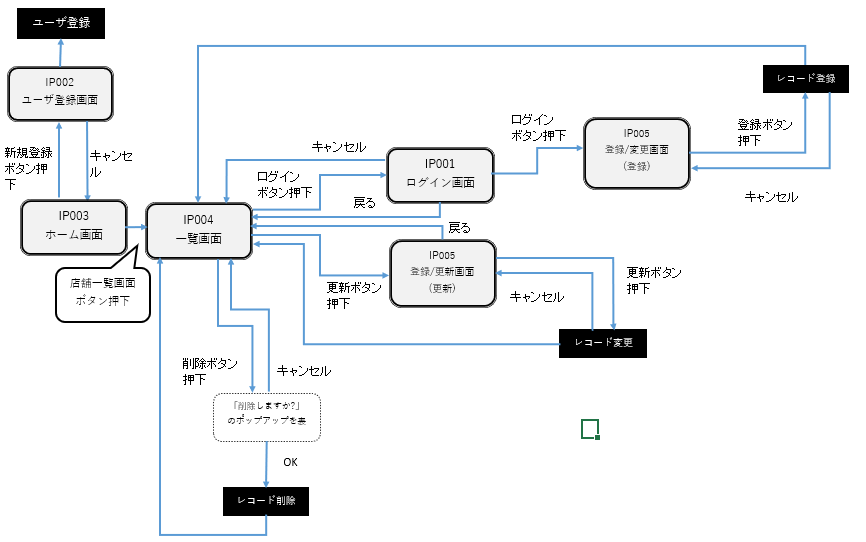 ユーザ登録
IP002
ユーザ登録画面
新規登録
ボタン押
下
キャンセ
ル
IP003
ホーム画面
店舗一覧画面
ボタン押下
IP004
一覧画面
キャンセル
ログイン
ボタン押下
戻る
IP001
ログイン画面
ログイン
ボタン押下
IP005
登録/変更画面
(登録)
登録ボタン
押下
レコード登録
キャンセル
戻る
更新ボタン
押下
IP005
登録/更新画面
(更新)
キャンセル
更新ボタン
押下
レコード変更
削除ボタン
押下
キャンセル
「削除しますか?」
のポップアップを表
OK
レコード削除